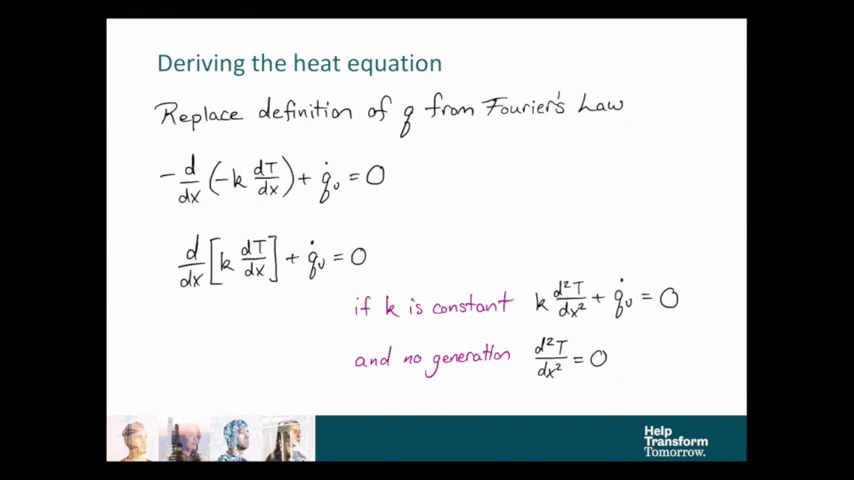 Deriving the heat equation
Replace definition of q from Fourier's Law
-d/dx (-k dT/dx) + q̇ᵥ = 0
d/dx [k dT/dx] + q̇ᵥ = 0
if k is constant k d²T/dx² + q̇ᵥ = 0
and no generation d²T/dx² = 0
Help
Transform
Tomorrow.